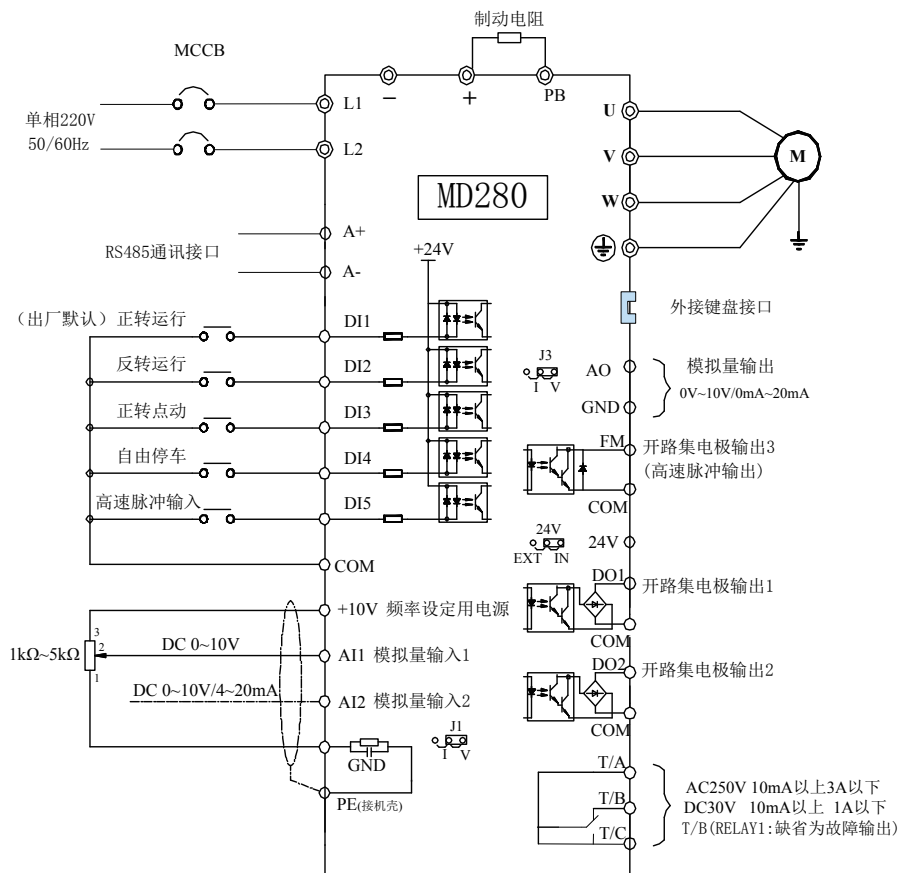 制动电阻
MCCB
−
+
PB
L1
U
单相220V
50/60Hz
L2
V
M
MD280
W
A+
RS485通讯接口
+24V
A-
外接键盘接口
（出厂默认）正转运行
DI1
反转运行
DI2
J3
I V
AO
模拟量输出
0V~10V/0mA~20mA
正转点动
DI3
GND
FM
开路集电极输出3
(高速脉冲输出)
自由停车
DI4
COM
高速脉冲输入
DI5
24V
EXT IN
24V
COM
DO1
开路集电极输出1
+10V 频率设定用电源
COM
3
2
1
1kΩ~5kΩ
DC 0~10V
AI1 模拟量输入1
DO2
开路集电极输出2
DC 0~10V/4~20mA
AI2 模拟量输入2
COM
J1
I V
GND
PE(接机壳)
T/A
T/B
T/C
AC250V 10mA以上3A以下
DC30V 10mA以上 1A以下
T/B(RELAY1:缺省为故障输出)